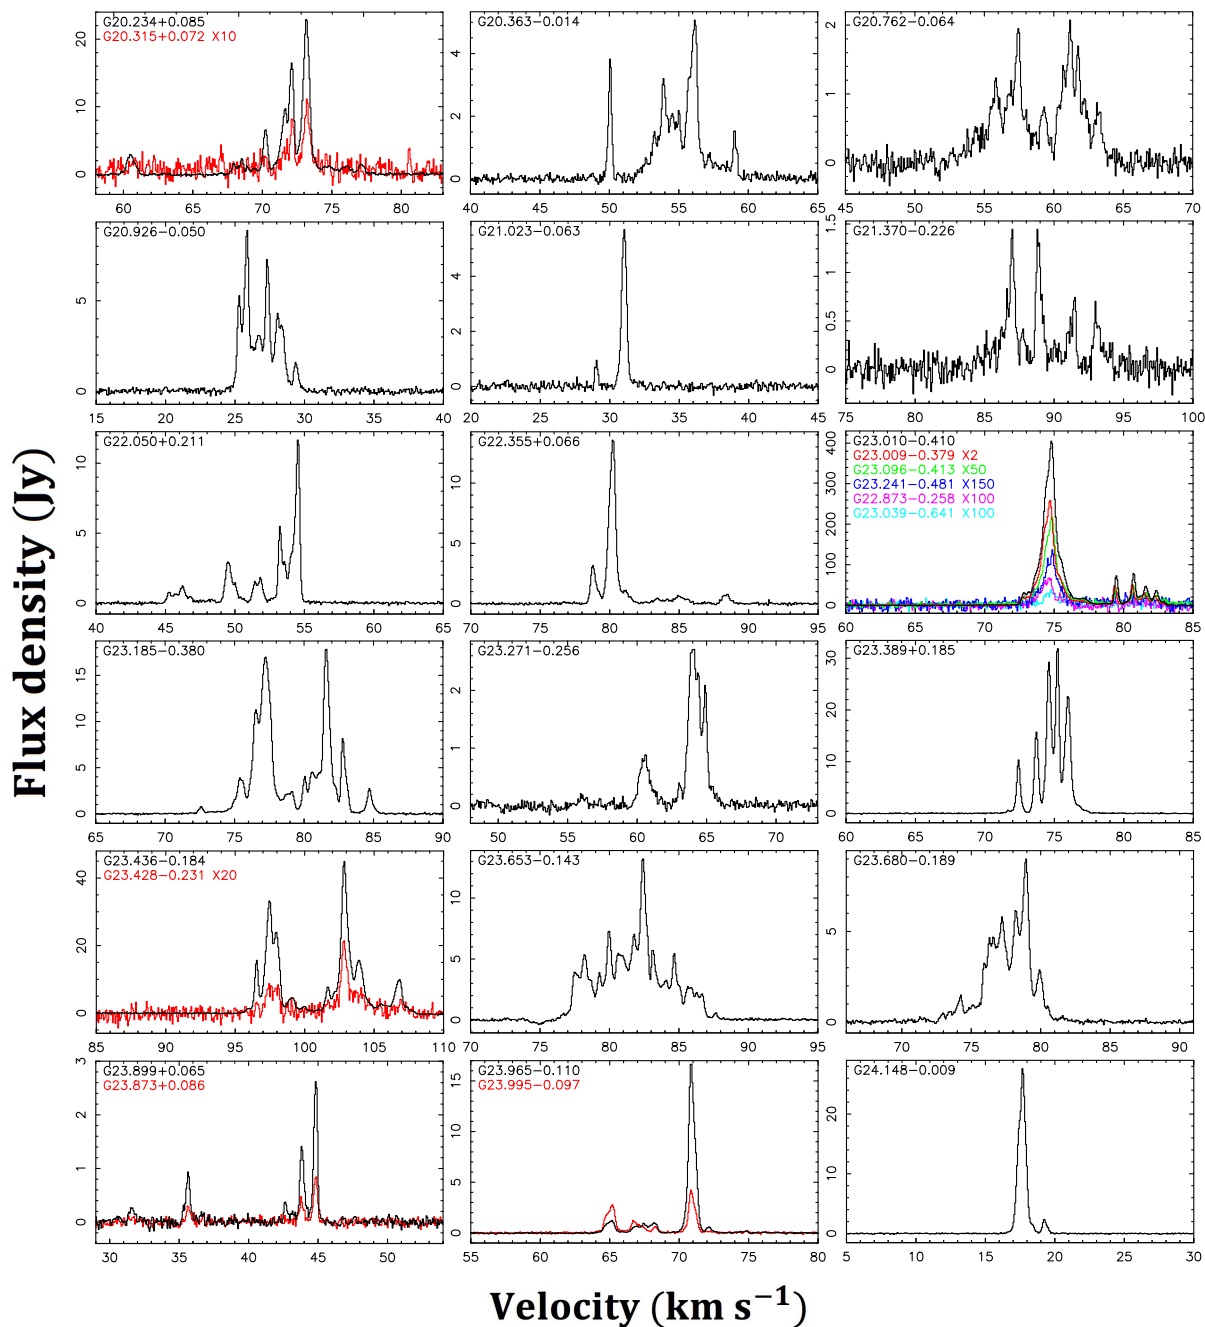 G20.234+0.085
G20.315+0.072 X10
0 10 20
60 70 80
G20.363−0.014
0 2 4
40 45 50 55 60 65
G20.762−0.064
0 1 2
45 50 55 60 65 70
G20.926−0.050
0 5
15 20 25 30 35 40
G21.023−0.063
0 2 4
20 25 30 35 40 45
G21.370−0.226
0 0.5 1 1.5
75 80 85 90 95 100
G22.050+0.211
0 5 10
40 45 50 55 60 65
G22.355+0.066
0 5 10
70 75 80 85 90 95
G23.010−0.410
G23.009−0.379 X2
G23.096−0.413 X50
G23.241−0.481 X150
G22.873−0.258 X100
G23.039−0.641 X100
0 100 200 300 400
60 65 70 75 80 85
G23.185−0.380
0 5 10 15
65 70 75 80 85 90
G23.271−0.256
0 1 2
50 55 60 65 70
G23.389+0.185
0 10 20 30
60 65 70 75 80 85
G23.436−0.184
G23.428−0.231 X20
0 20 40
85 90 95 100 105 110
G23.653−0.143
0 5 10
70 75 80 85 90 95
G23.680−0.189
0 5
70 75 80 85 90
G23.899+0.065
G23.873+0.086
0 1 2 3
30 35 40 45 50
G23.965−0.110
G23.995−0.097
0 5 10 15
55 60 65 70 75 80
G24.148−0.009
0 10 20
5 10 15 20 25 30
Flux density (Jy)
Velocity (km s⁻¹)